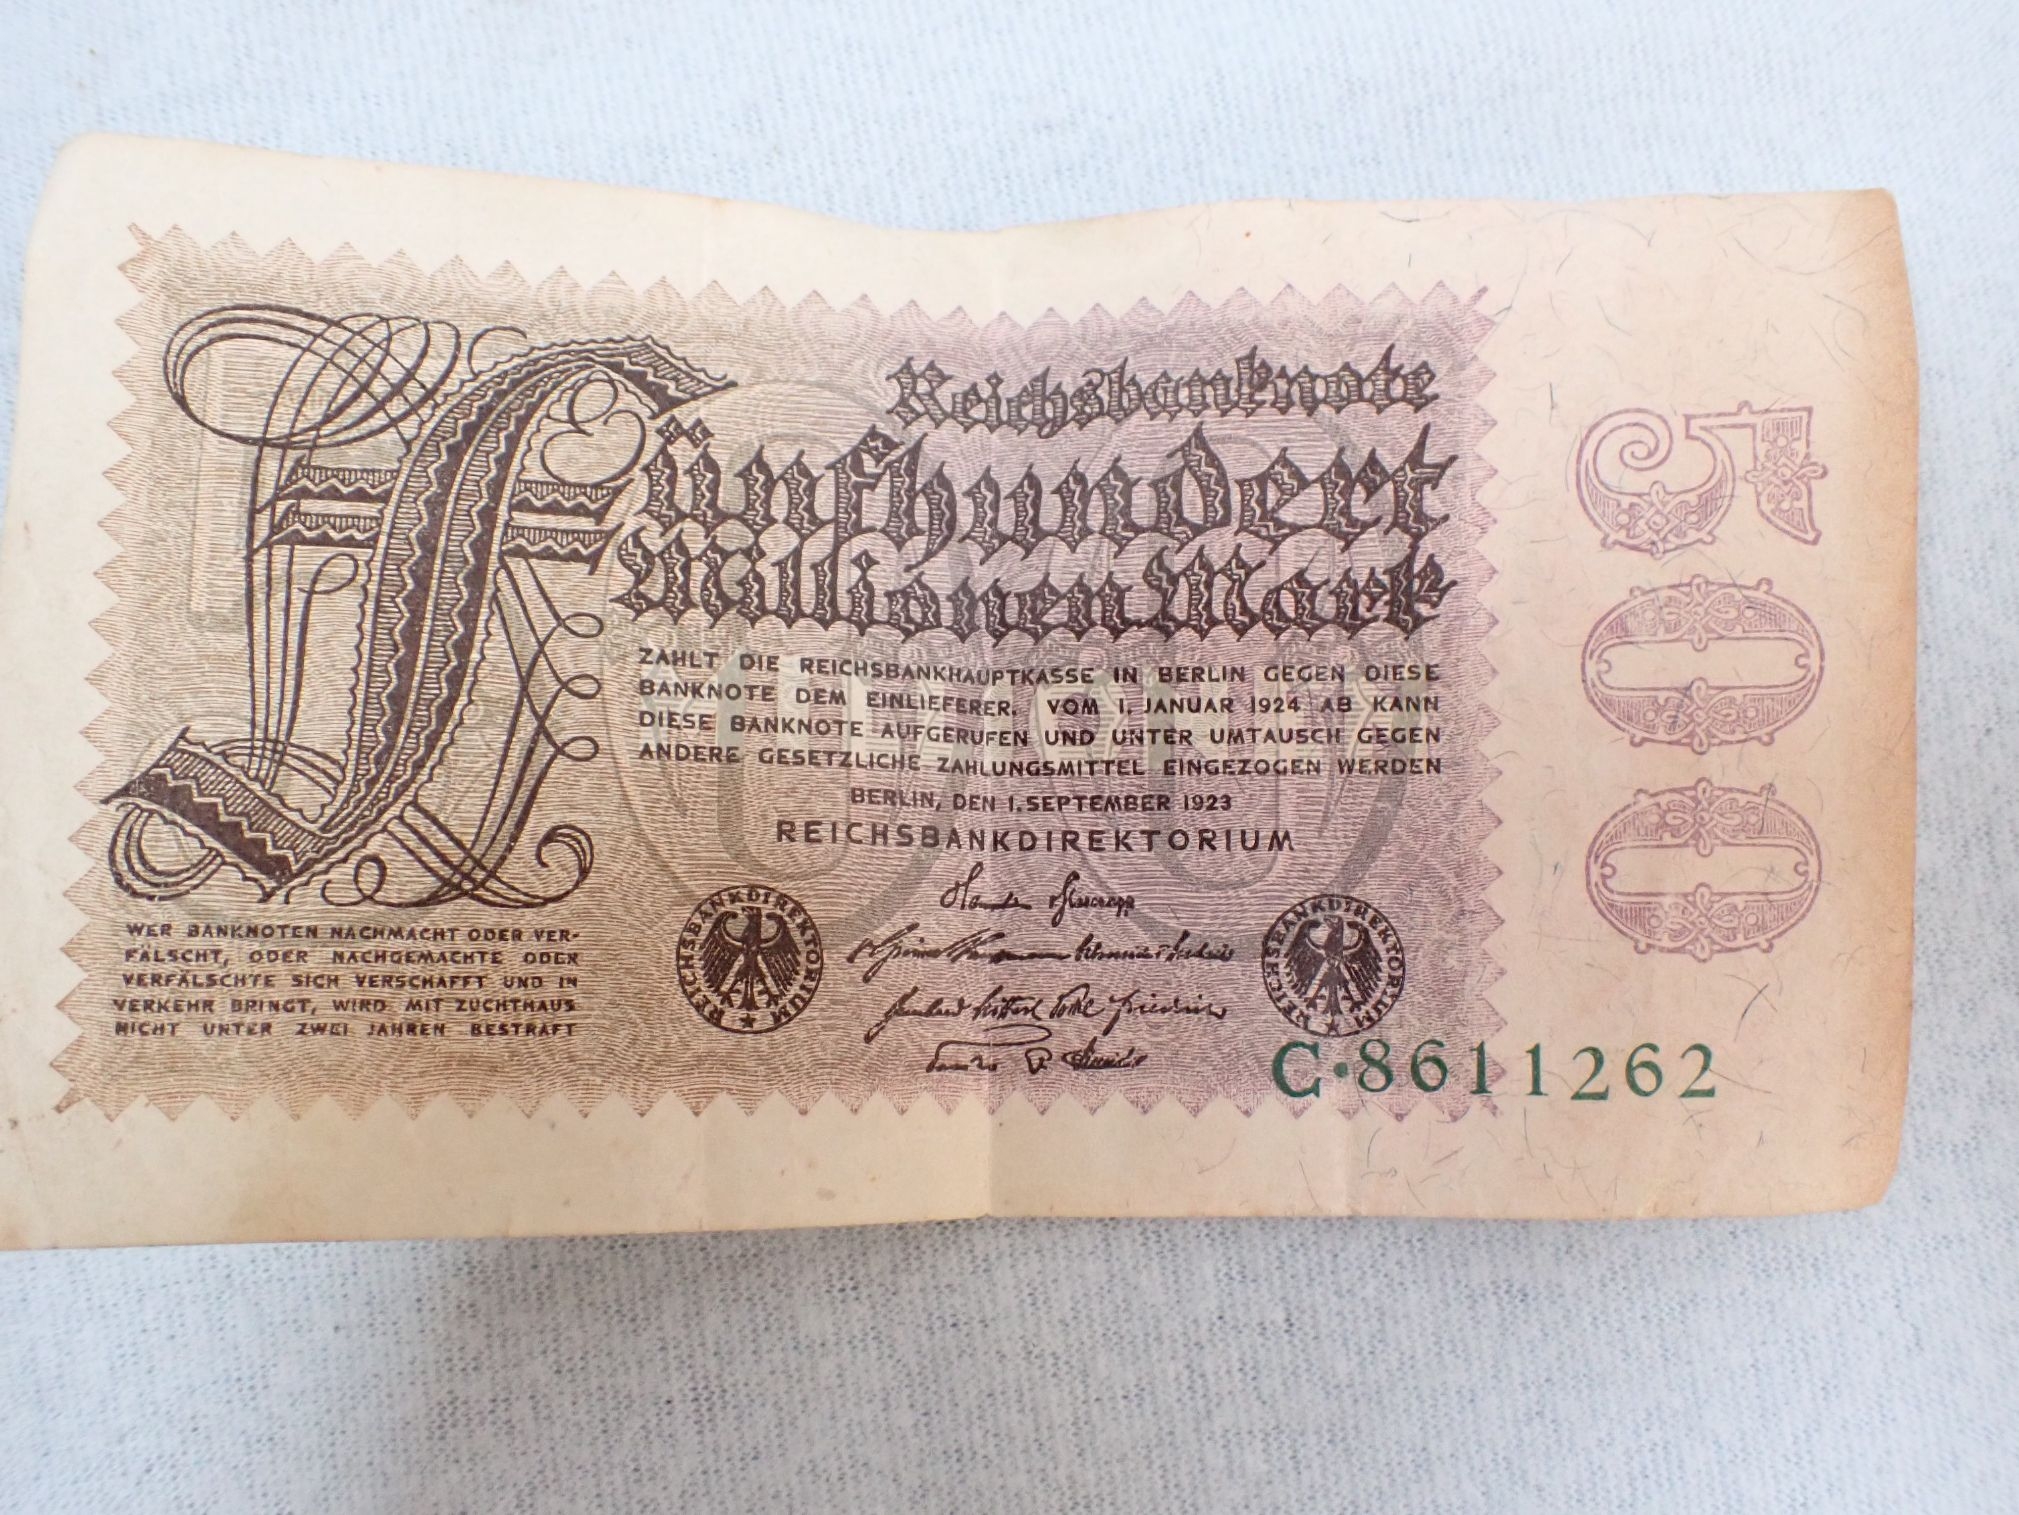 Reichsbanknote
Fünfhundert
Millionen Mark
ZAHLT DIE REICHSBANKHAUPTKASSE IN BERLIN GEGEN DIESE
BANKNOTE DEM EINLIEFERER. VOM 1. JANUAR 1924 AB KANN
DIESE BANKNOTE AUFGERUFEN UND UNTER UMTAUSCH GEGEN
ANDERE GESETZLICHE ZAHLUNGSMITTEL EINGEZOGEN WERDEN
BERLIN, DEN 1. SEPTEMBER 1923
REICHSBANKDIREKTORIUM
WER BANKNOTEN NACHMACHT ODER VER-
FÄLSCHT, ODER NACHGEMACHTE ODER
VERFÄLSCHTE SICH VERSCHAFFT UND IN
VERKEHR BRINGT, WIRD MIT ZUCHTHAUS
NICHT UNTER ZWEI JAHREN BESTRAFT
REICHSBANKDIREKTORIUM
REICHSBANKDIREKTORIUM
C·8611262
500